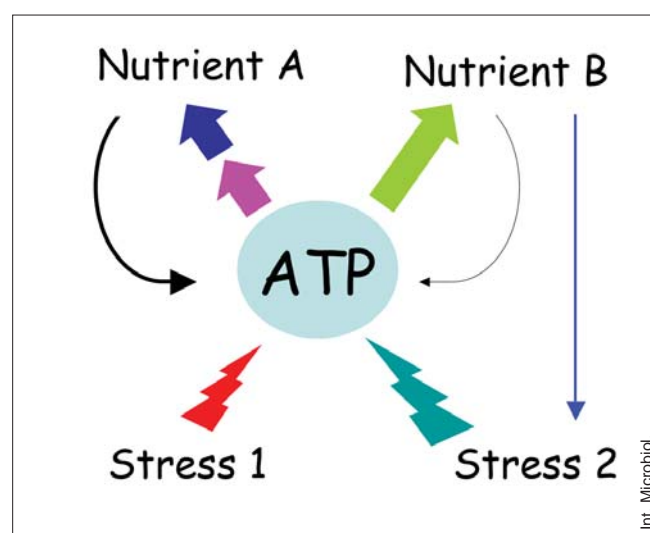 Nutrient A
Nutrient B
ATP
Stress 1
Stress 2
Int. Microbiol